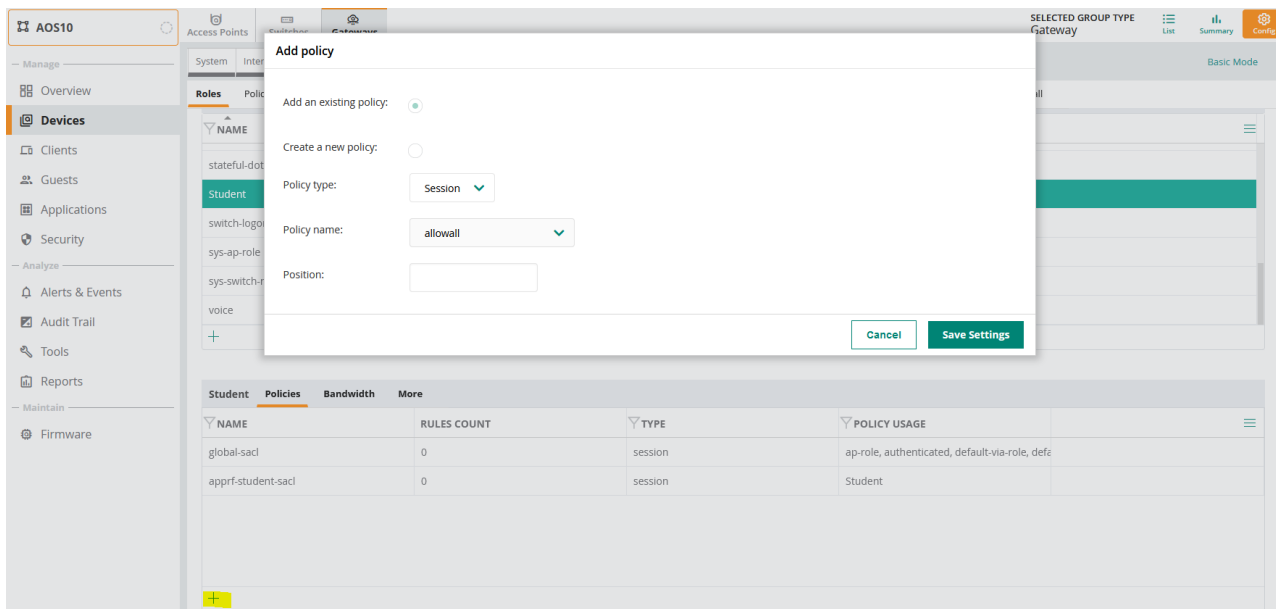 AOS10
Access Points
Switches
Gateways
SELECTED GROUP TYPE
Gateway
List
Summary
Config
Manage
Overview
Devices
Clients
Guests
Applications
Security
Analyze
Alerts & Events
Audit Trail
Tools
Reports
Maintain
Firmware
System
Inter
Basic Mode
Roles
Polic
all
NAME
stateful-dot
Student
switch-logo
sys-ap-role
sys-switch-r
voice
+
Add policy
Add an existing policy:
Create a new policy:
Policy type:
Session
Policy name:
allowall
Position:
Cancel
Save Settings
Student Policies Bandwidth More
NAME RULES COUNT TYPE POLICY USAGE
global-sacl 0 session ap-role, authenticated, default-via-role, defa
apprf-student-sacl 0 session Student
+